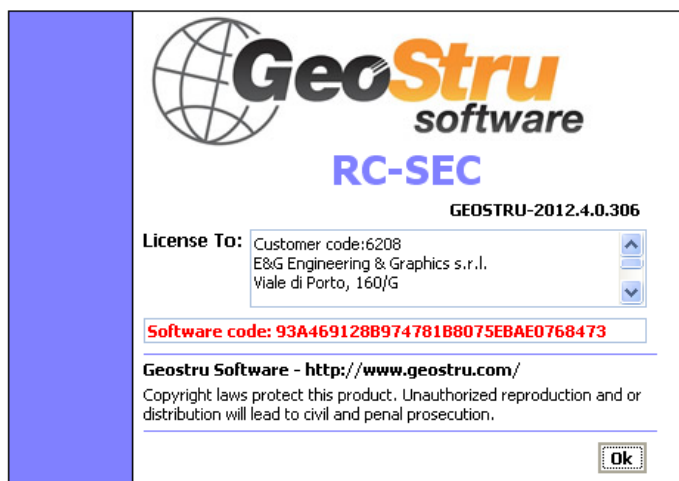 GeoStru
software
RC-SEC
GEOSTRU-2012.4.0.306
License To:
Customer code:6208
E&G Engineering & Graphics s.r.l.
Viale di Porto, 160/G
Software code: 93A469128B974781B8075EBAE0768473
Geostru Software - http://www.geostru.com/
Copyright laws protect this product. Unauthorized reproduction and or
distribution will lead to civil and penal prosecution.
Ok